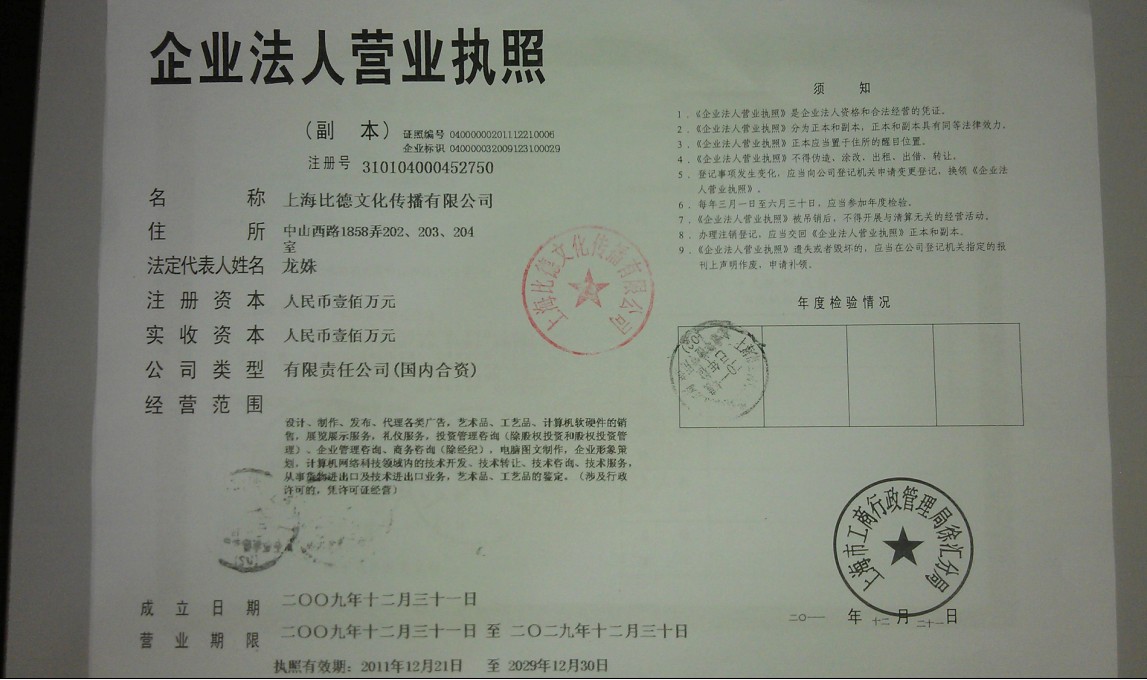 企业法人营业执照
（副 本）
证照编号 04000000201112210006
企业标识 04000003200912310​0029
注册号 310104000452750
名 称 上海比德文化传播有限公司
住 所 中山西路1858弄202、203、204
室
法定代表人姓名 龙姝
注 册 资 本 人民币壹佰万元
实 收 资 本 人民币壹佰万元
公 司 类 型 有限责任公司(国内合资)
经 营 范 围
设计、制作、发布、代理各类广告，艺术品、工艺品、计算机软硬件的销
售，展览展示服务，礼仪服务，投资管理咨询（除股权投资和股权投资管
理）、企业管理咨询、商务咨询（除经纪），电脑图文制作，企业形象策
划，计算机网络科技领域内的技术开发、技术转让、技术咨询、技术服务，
从事货物进出口及技术进出口业务，艺术品、工艺品的鉴定。（涉及行政
许可的，凭许可证经营）
成 立 日 期 二〇〇九年十二月三十一日
营 业 期 限 二〇〇九年十二月三十一日 至 二〇二九年十二月三十日
执照有效期：2011年12月21日 至 2029年12月30日
上海比德文化传播有限公司
须 知
1．《企业法人营业执照》是企业法人资格和合法经营的凭证。
2．《企业法人营业执照》分为正本和副本，正本和副本具有同等法律效力。
3．《企业法人营业执照》正本应当置于住所的醒目位置。
4．《企业法人营业执照》不得伪造、涂改、出租、出借、转让。
5．登记事项发生变化，应当向公司登记机关申请变更登记，换领《企业法
人营业执照》。
6．每年三月一日至六月三十日，应当参加年度检验。
7．《企业法人营业执照》被吊销后，不得开展与清算无关的经营活动。
8．办理注销登记，应当交回《企业法人营业执照》正本和副本。
9．《企业法人营业执照》遗失或者毁坏的，应当在公司登记机关指定的报
刊上声明作废，申请补领。
年度检验情况
上海市工商行政管理局徐汇分局
二〇一一 年 十二 月 二十一 日